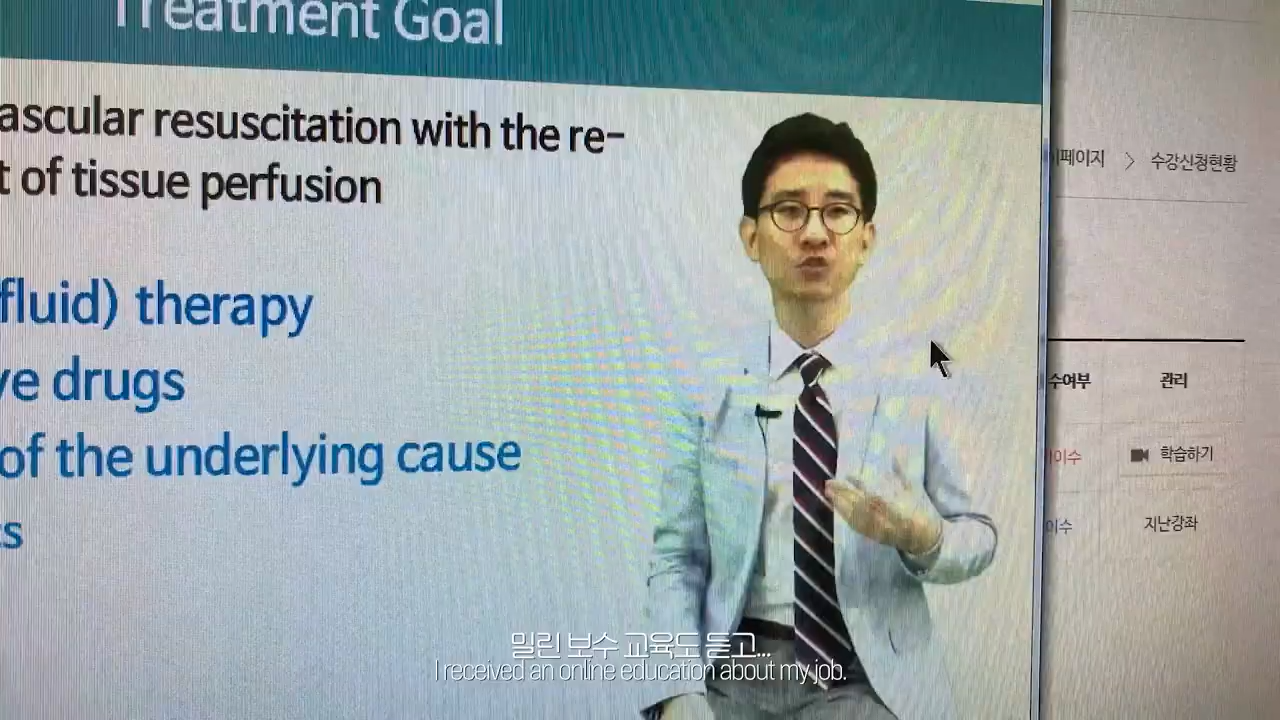 Treatment Goal
ascular resuscitation with the re-
t of tissue perfusion
fluid) therapy
ve drugs
of the underlying cause
ts
이페이지 > 수강신청현황
수여부 관리
미이수 학습하기
이수 지난강좌
밀린 보수 교육도 듣고...
I received an online education about my job.